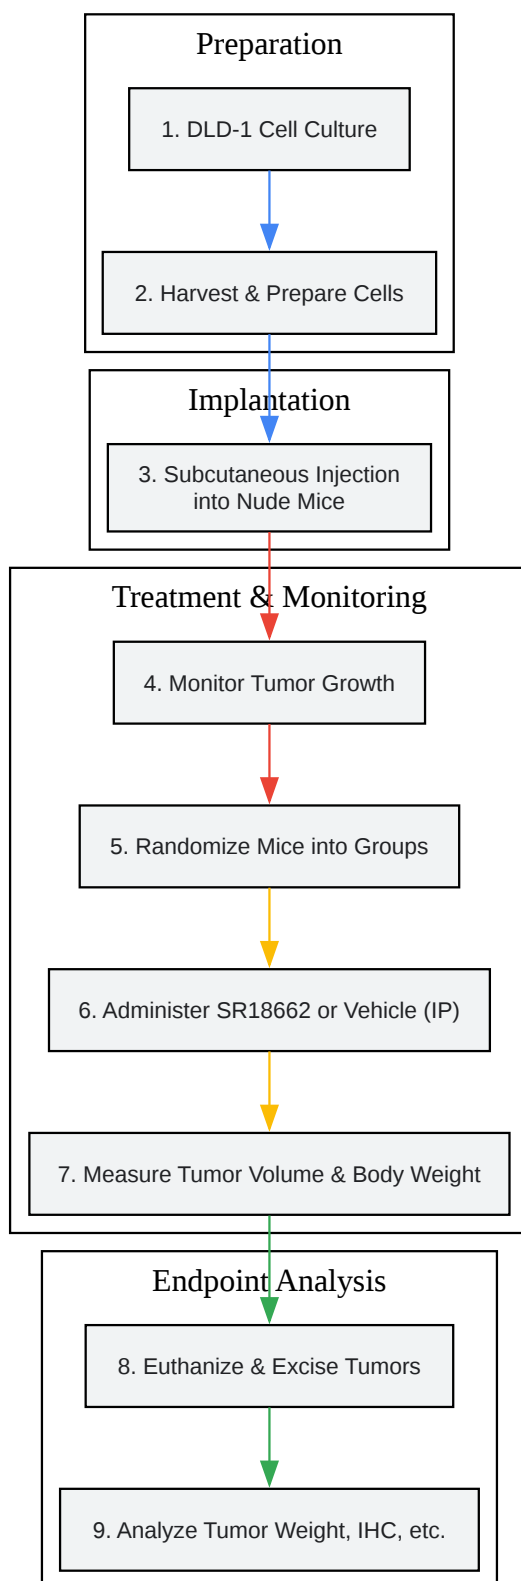 Preparation
1. DLD-1 Cell Culture
2. Harvest & Prepare Cells
Implantation
3. Subcutaneous Injection
into Nude Mice
Treatment & Monitoring
4. Monitor Tumor Growth
5. Randomize Mice into Groups
6. Administer SR18662 or Vehicle (IP)
7. Measure Tumor Volume & Body Weight
Endpoint Analysis
8. Euthanize & Excise Tumors
9. Analyze Tumor Weight, IHC, etc.